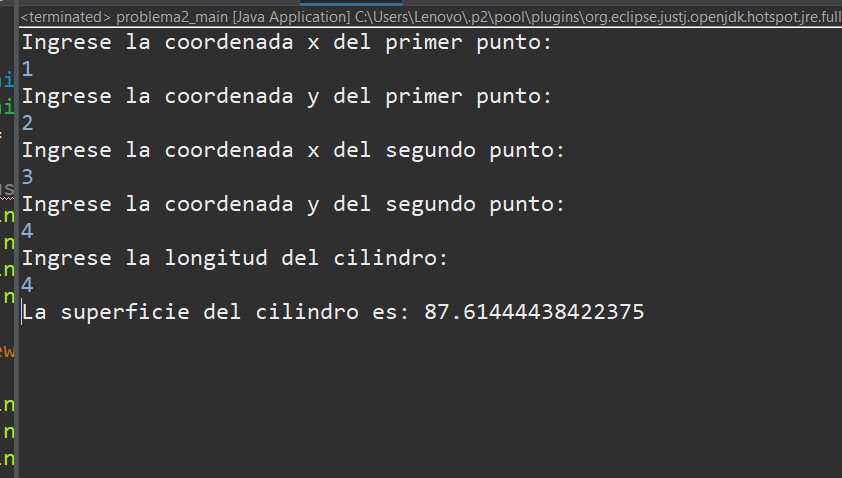 <terminated> problema2_main [Java Application] C:\Users\Lenovo\.p2\pool\plugins\org.eclipse.justj.openjdk.hotspot.jre.full
Ingrese la coordenada x del primer punto:
1
Ingrese la coordenada y del primer punto:
2
Ingrese la coordenada x del segundo punto:
3
Ingrese la coordenada y del segundo punto:
4
Ingrese la longitud del cilindro:
4
La superficie del cilindro es: 87.61444438422375